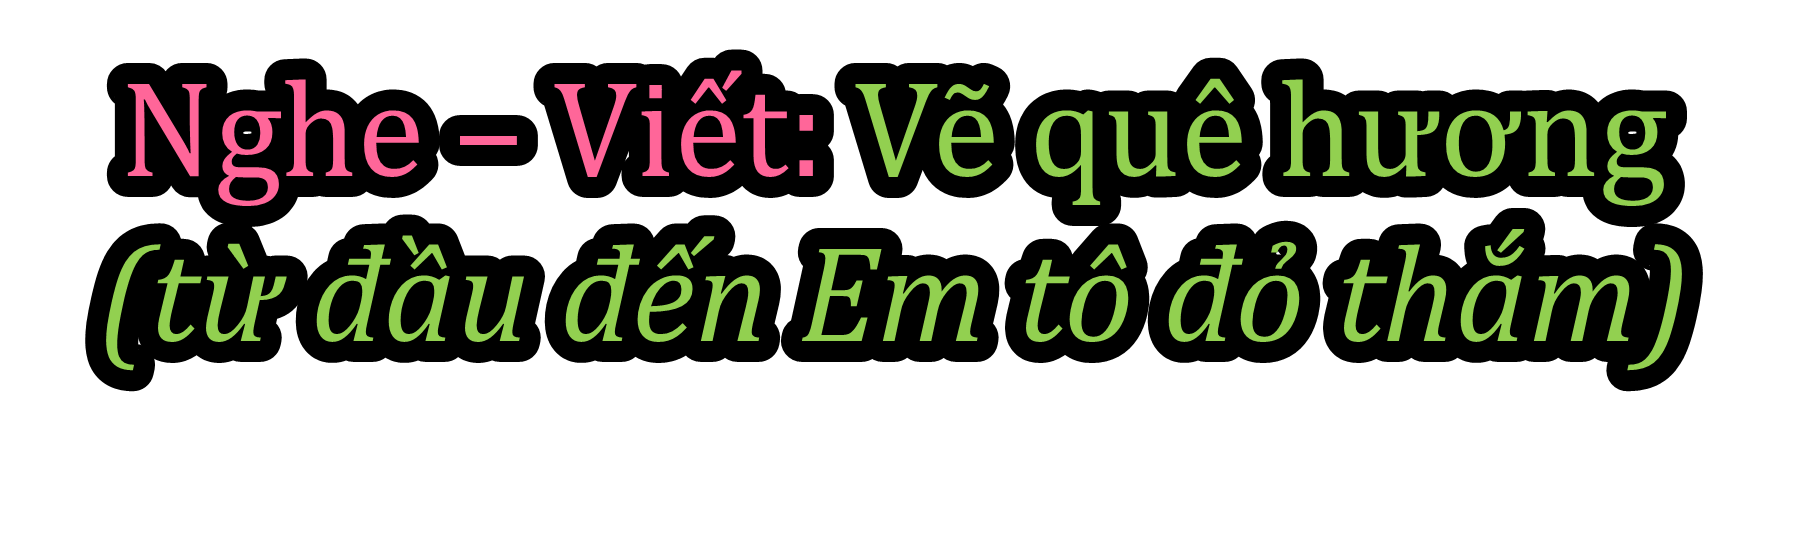 Nghe – Viết: Vẽ quê hương
(từ đầu đến Em tô đỏ thắm)